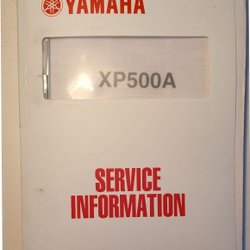 YAMAHA
XP500A
SERVICE
INFORMATION